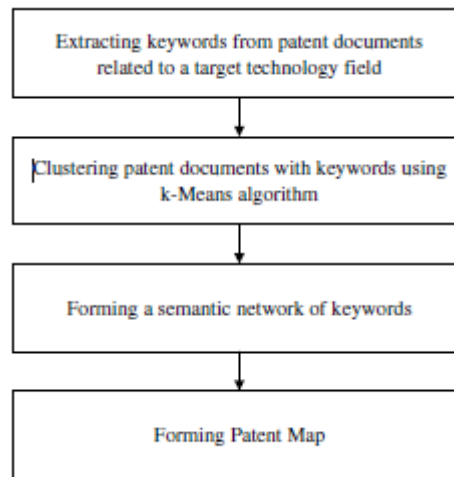 Extracting keywords from patent documents
related to a target technology field
Clustering patent documents with keywords using
k-Means algorithm
Forming a semantic network of keywords
Forming Patent Map